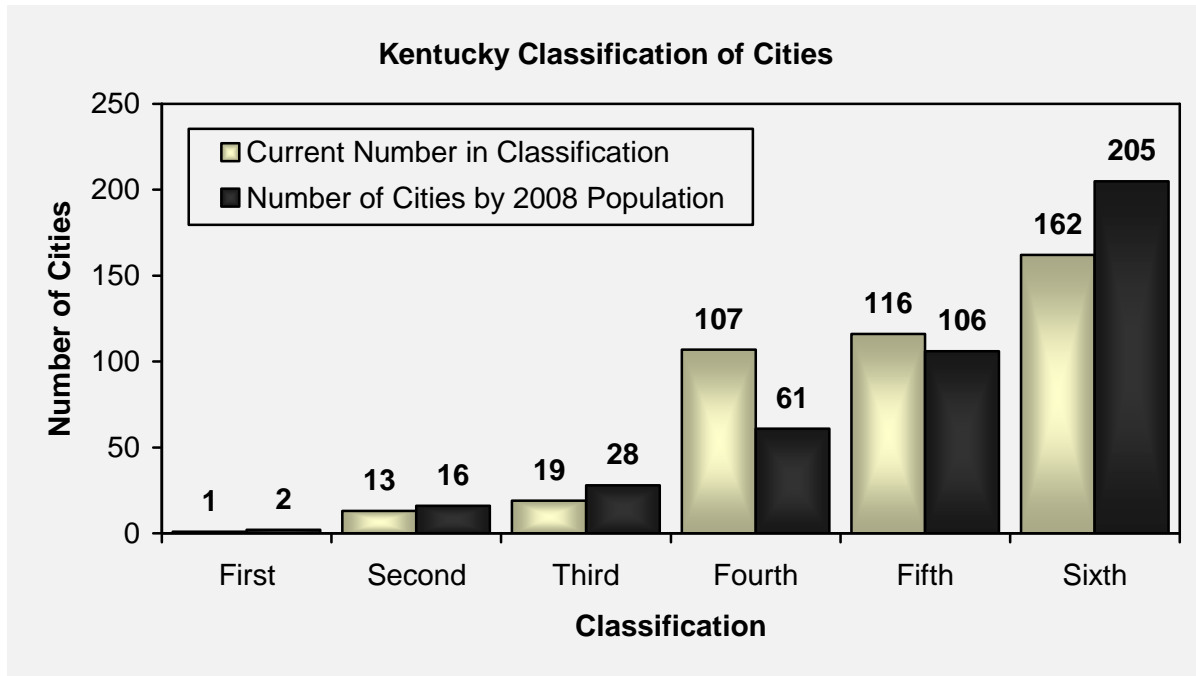 Kentucky Classification of Cities
250
200
150
100
50
0
Number of Cities
Current Number in Classification
Number of Cities by 2008 Population
1
2
13
16
19
28
107
61
116
106
162
205
First
Second
Third
Fourth
Fifth
Sixth
Classification